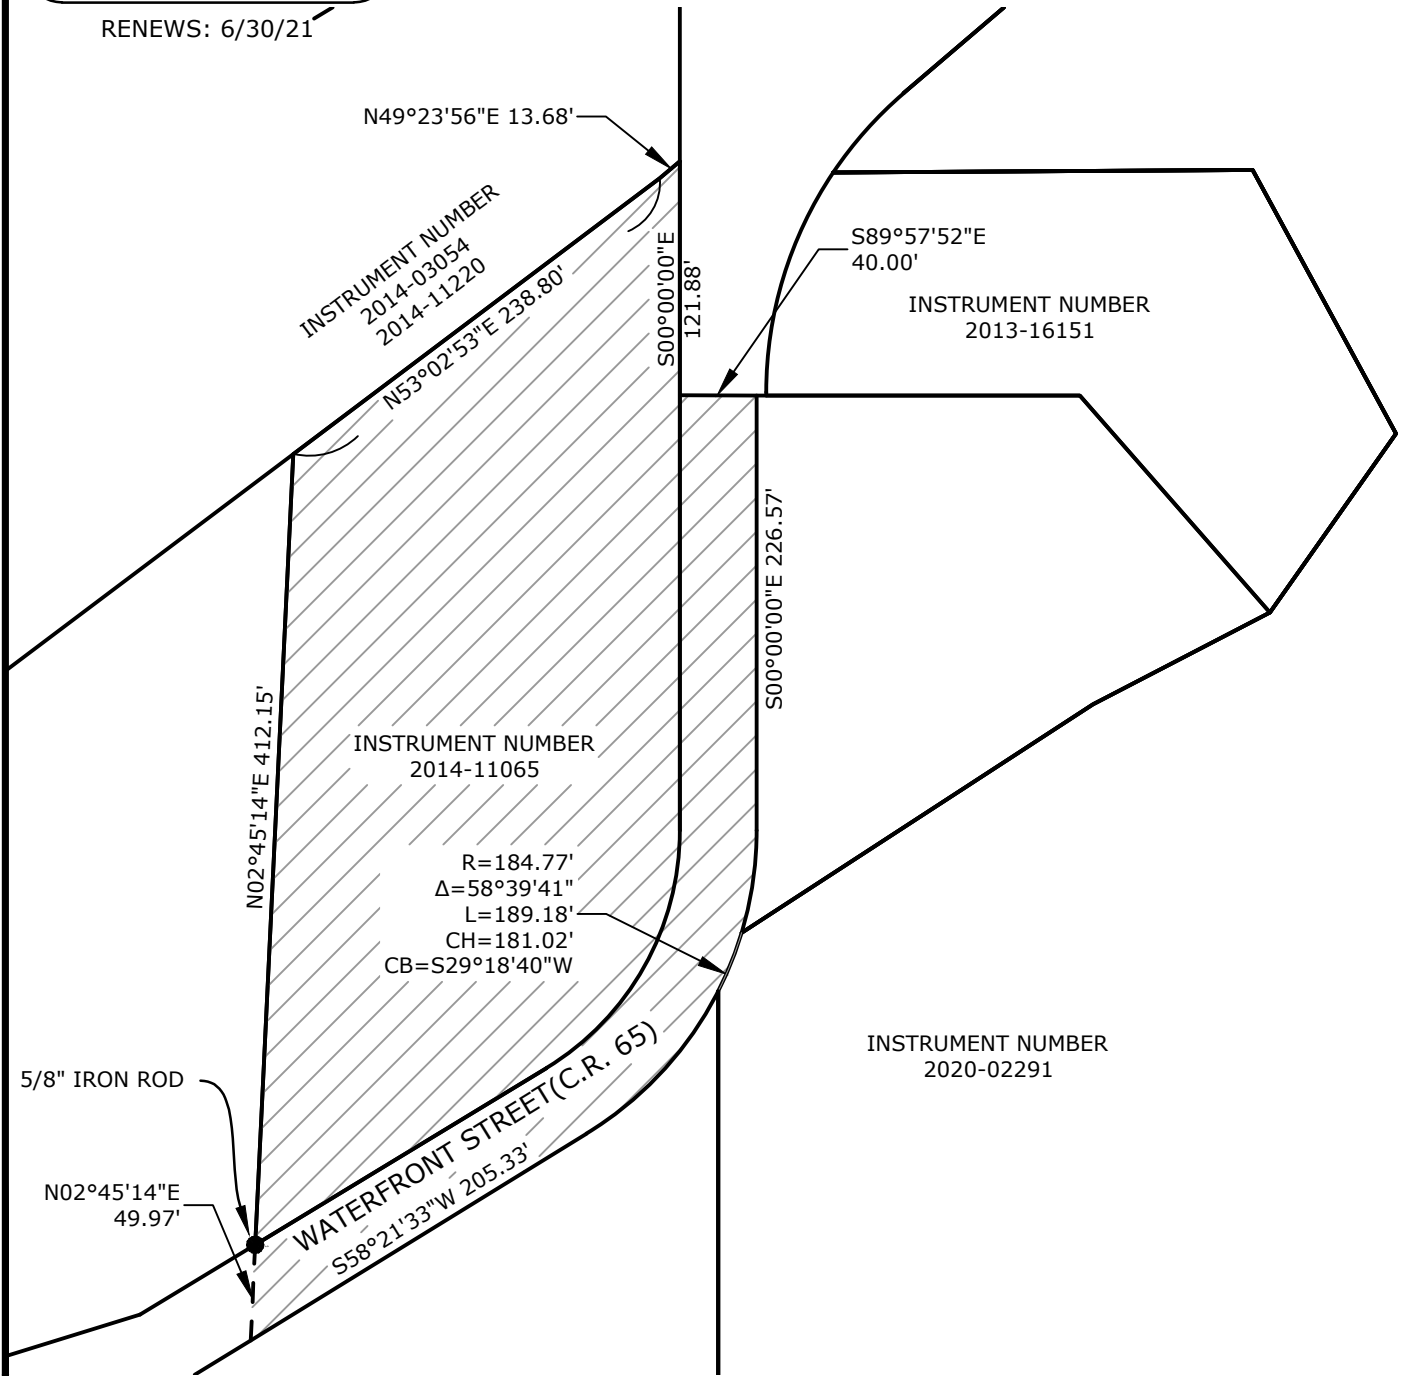 RENEWS: 6/30/21
N49°23'56"E 13.68'
INSTRUMENT NUMBER
2014-03054
2014-11220
N53°02'53"E 238.80'
S00°00'00"E
121.88'
S89°57'52"E
40.00'
INSTRUMENT NUMBER
2013-16151
S00°00'00"E 226.57'
N02°45'14"E 412.15'
INSTRUMENT NUMBER
2014-11065
R=184.77'
Δ=58°39'41"
L=189.18'
CH=181.02'
CB=S29°18'40"W
INSTRUMENT NUMBER
2020-02291
5/8" IRON ROD
WATERFRONT STREET(C.R. 65)
S58°21'33"W 205.33'
N02°45'14"E
49.97'